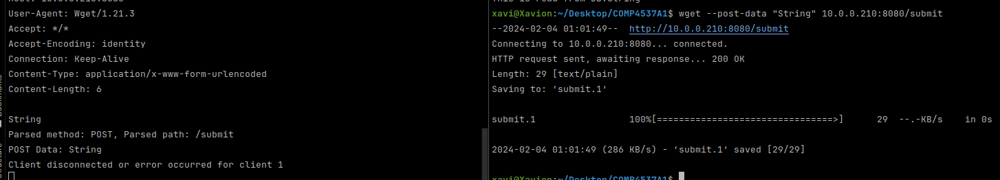 User-Agent: Wget/1.21.3
Accept: */*
Accept-Encoding: identity
Connection: Keep-Alive
Content-Type: application/x-www-form-urlencoded
Content-Length: 6
String
Parsed method: POST, Parsed path: /submit
POST Data: String
Client disconnected or error occurred for client 1
xavi@Xavion:~/Desktop/COMP4537A1$ wget --post-data "String" 10.0.0.210:8080/submit
--2024-02-04 01:01:49--  http://10.0.0.210:8080/submit
Connecting to 10.0.0.210:8080... connected.
HTTP request sent, awaiting response... 200 OK
Length: 29 [text/plain]
Saving to: ‘submit.1’
submit.1                 100%[================================>]      29  --.-KB/s    in 0s
2024-02-04 01:01:49 (286 KB/s) - ‘submit.1’ saved [29/29]
xavi@Xavion:~/Desktop/COMP4537A1$